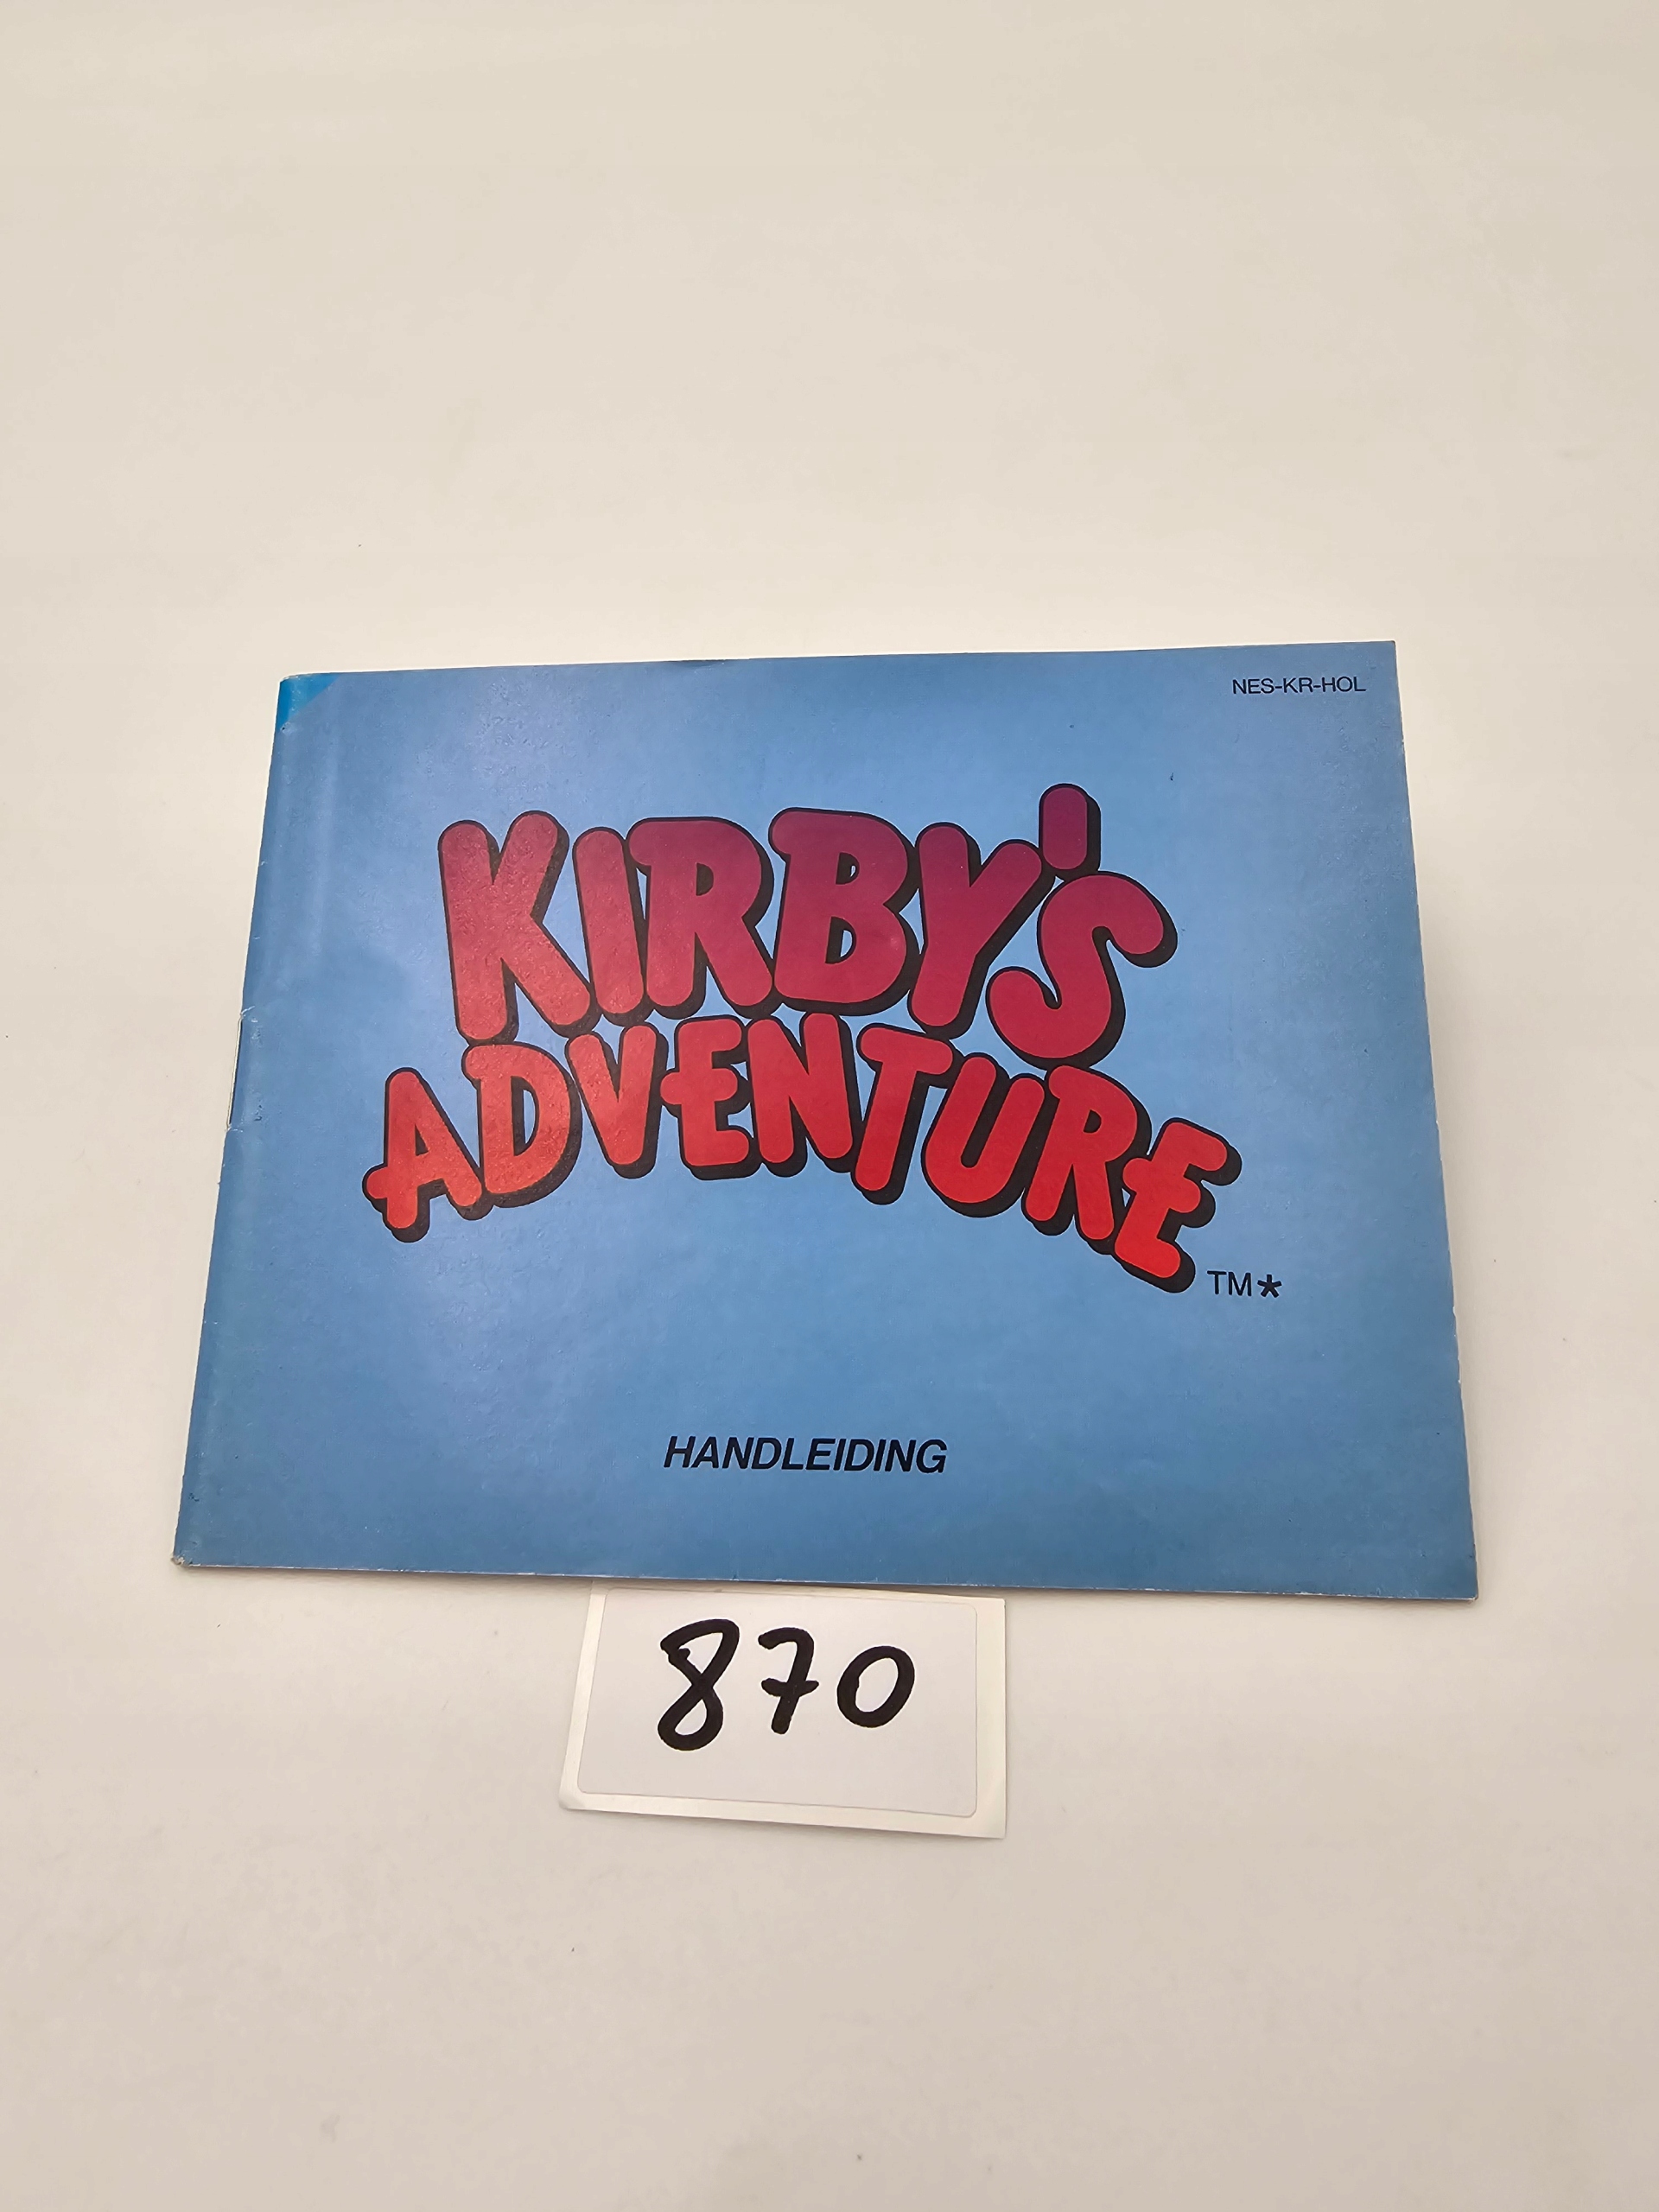 NES-KR-HOL
KIRBY'S
ADVENTURE
TM*
HANDLEIDING
870